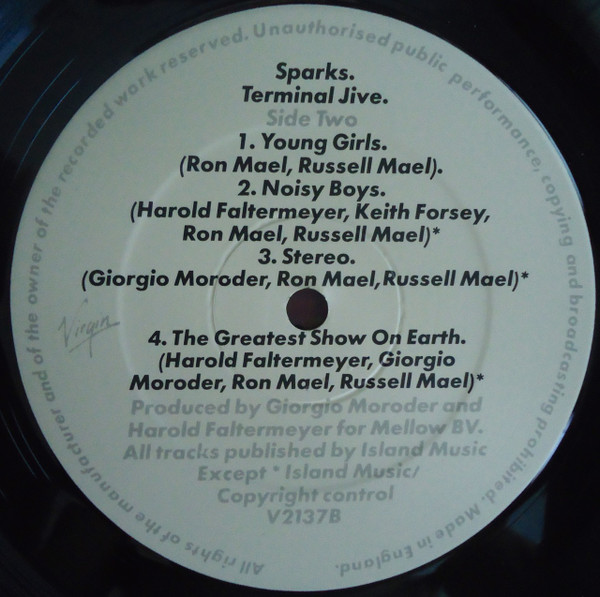 Sparks.
Terminal Jive.
Side Two
1. Young Girls.
(Ron Mael, Russell Mael).
2. Noisy Boys.
(Harold Faltermeyer, Keith Forsey,
Ron Mael, Russell Mael)*
3. Stereo.
(Giorgio Moroder, Ron Mael, Russell Mael)*
Virgin
4. The Greatest Show On Earth.
(Harold Faltermeyer, Giorgio
Moroder, Ron Mael, Russell Mael)*
Produced by Giorgio Moroder and
Harold Faltermeyer for Mellow BV.
All tracks published by Island Music
Except * Island Music/
Copyright control
V2137B
All rights of the manufacturer and of the owner of the recorded work reserved. Unauthorised public performance, copying and broadcasting prohibited. Made in England.